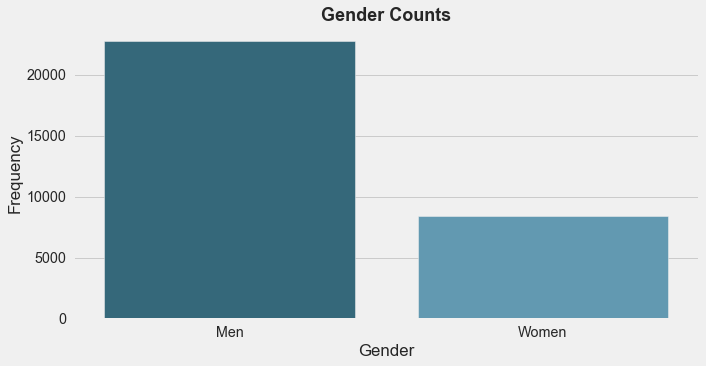 Gender Counts
20000
15000
10000
5000
0
Frequency
Men
Women
Gender